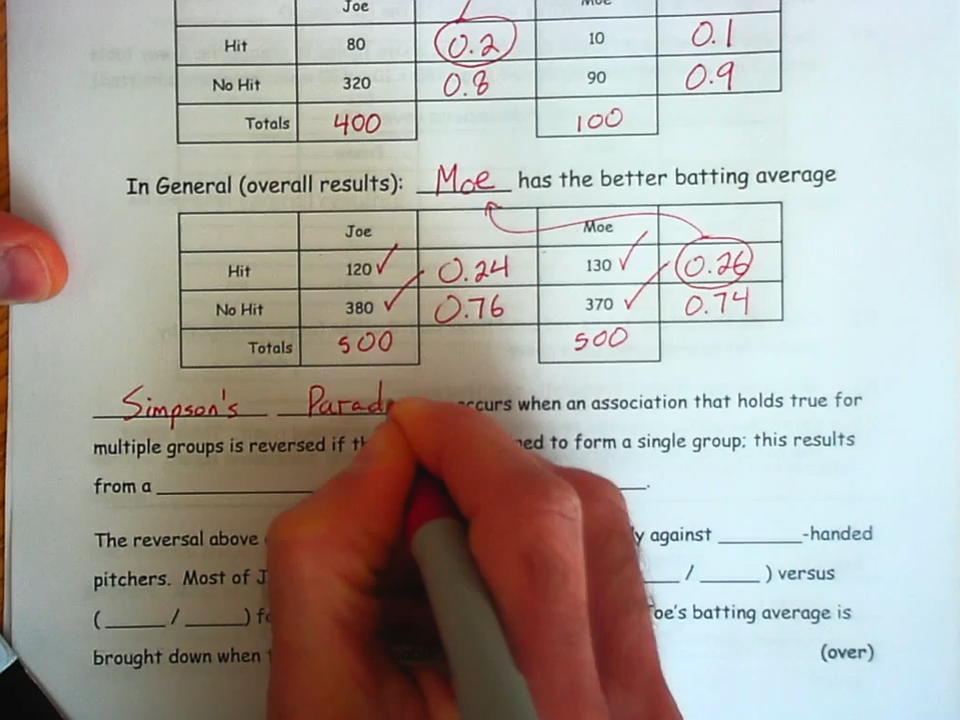 Joe Moe
Hit 80 0.2 10 0.1
No Hit 320 0.8 90 0.9
Totals 400 100
In General (overall results): Moe has the better batting average
Joe Moe
Hit 120 0.24 130 0.26
No Hit 380 0.76 370 0.74
Totals 500 500
Simpson's Parad occurs when an association that holds true for
multiple groups is reversed if to form a single group; this results
from a .
The reversal above against -handed
pitchers. Most of / ) versus
( / ) Joe's batting average is
brought down when (over)